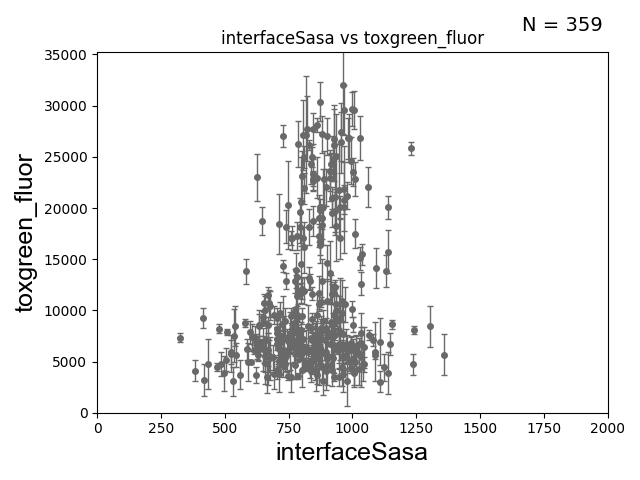 N = 359
interfaceSasa vs toxgreen_fluor
35000
30000
25000
20000
15000
10000
5000
0
toxgreen_fluor
0 250 500 750 1000 1250 1500 1750 2000
interfaceSasa